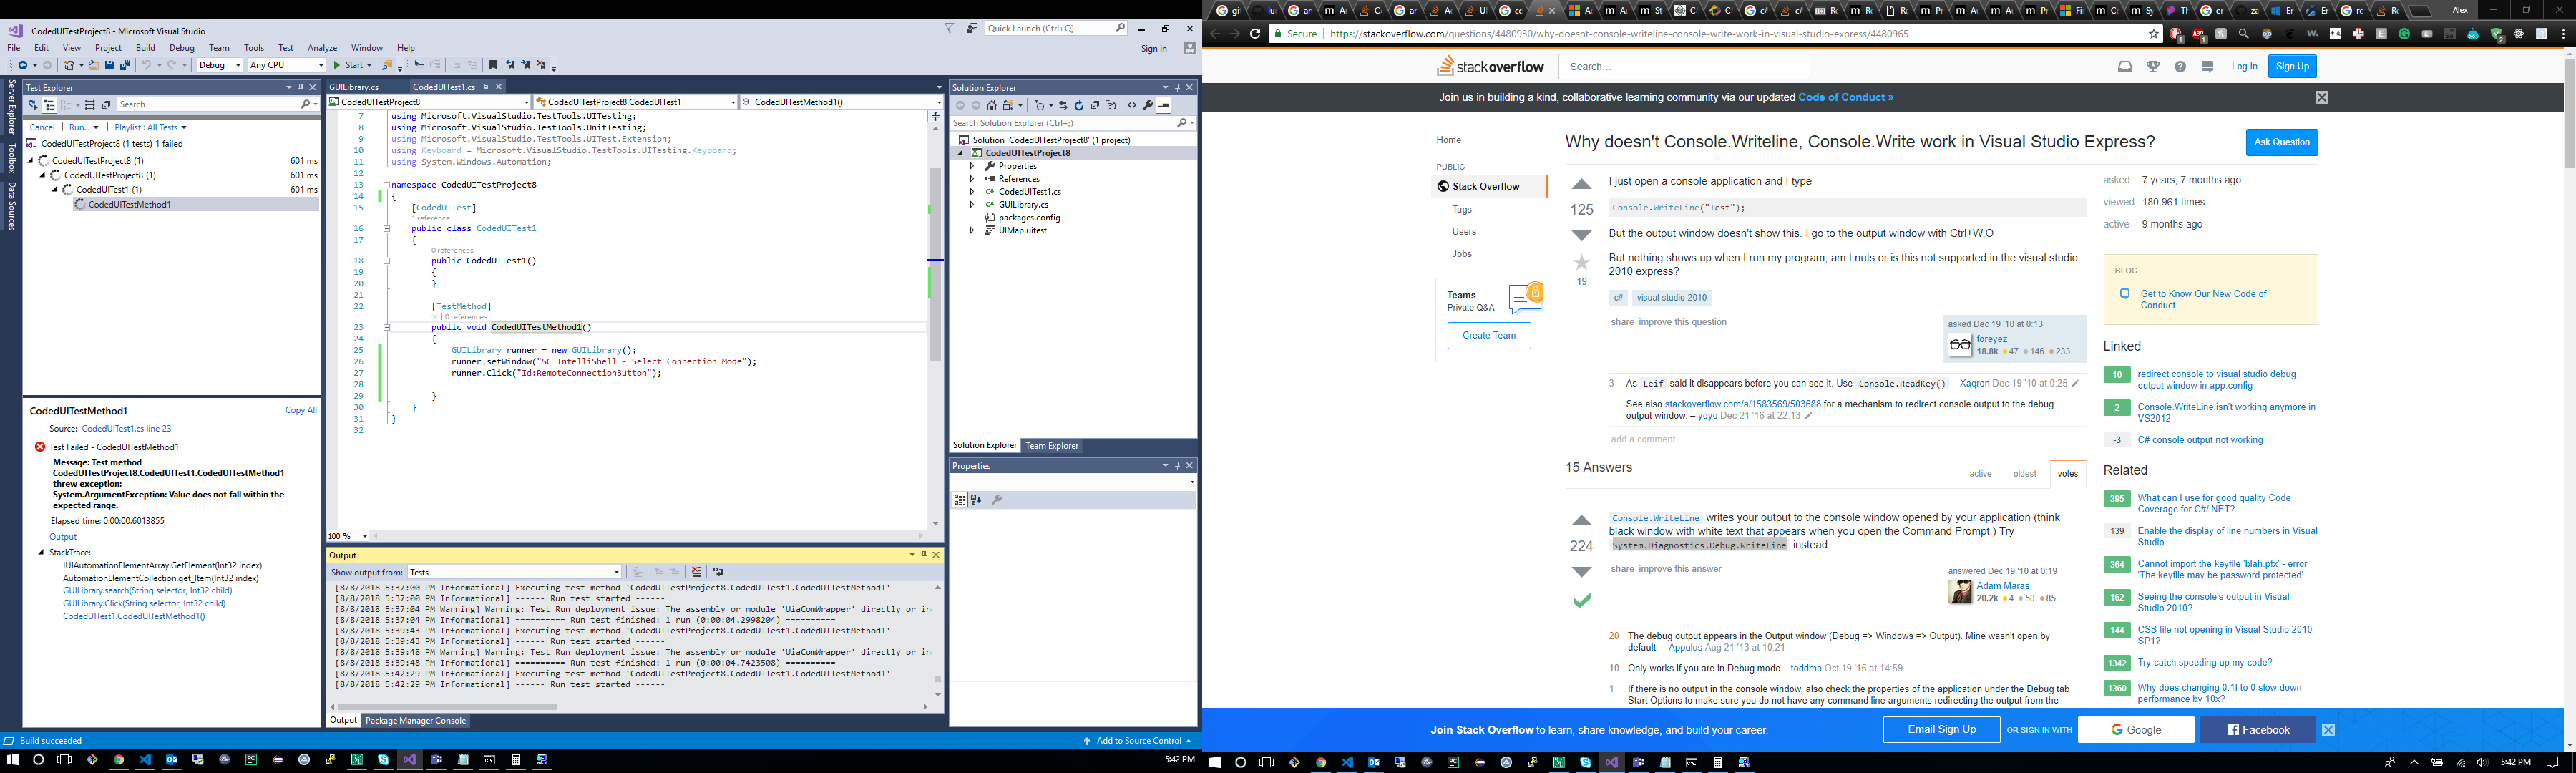 CodedUITestProject8 - Microsoft Visual Studio
Quick Launch (Ctrl+Q)
File Edit View Project Build Debug Team Tools Test Analyze Window Help
Sign in
Debug Any CPU Start
Server Explorer
Toolbox
Data Sources
Test Explorer
Search
Cancel | Run... | Playlist : All Tests
CodedUITestProject8 (1 tests) 1 failed
CodedUITestProject8 (1) 601 ms
CodedUITestProject8 (1) 601 ms
CodedUITest1 (1) 601 ms
CodedUITestMethod1
CodedUITestMethod1 Copy All
Source: CodedUITest1.cs line 23
Test Failed - CodedUITestMethod1
Message: Test method
CodedUITestProject8.CodedUITest1.CodedUITestMethod1
threw exception:
System.ArgumentException: Value does not fall within the
expected range.
Elapsed time: 0:00:00.6013855
Output
StackTrace:
IUIAutomationElementArray.GetElement(Int32 index)
AutomationElementCollection.get_Item(Int32 index)
GUILibrary.search(String selector, Int32 child)
GUILibrary.Click(String selector, Int32 child)
CodedUITest1.CodedUITestMethod1()
GUILibrary.cs CodedUITest1.cs
CodedUITestProject8 CodedUITestProject8.CodedUITest1 CodedUITestMethod1()
7 using Microsoft.VisualStudio.TestTools.UITesting;
8 using Microsoft.VisualStudio.TestTools.UnitTesting;
9 using Microsoft.VisualStudio.TestTools.UITest.Extension;
10 using Keyboard = Microsoft.VisualStudio.TestTools.UITesting.Keyboard;
11 using System.Windows.Automation;
12
13 namespace CodedUITestProject8
14 {
15 [CodedUITest]
1 reference
16 public class CodedUITest1
17 {
0 references
18 public CodedUITest1()
19 {
20 }
21
22 [TestMethod]
| 0 references
23 public void CodedUITestMethod1()
24 {
25 GUILibrary runner = new GUILibrary();
26 runner.setWindow("SC IntelliShell - Select Connection Mode");
27 runner.Click("Id:RemoteConnectionButton");
28
29 }
30 }
31 }
32
100 %
Output
Show output from: Tests
[8/8/2018 5:37:00 PM Informational] Executing test method 'CodedUITestProject8.CodedUITest1.CodedUITestMethod1'
[8/8/2018 5:37:00 PM Informational] ------ Run test started ------
[8/8/2018 5:37:04 PM Warning] Warning: Test Run deployment issue: The assembly or module 'UiaComWrapper' directly or in
[8/8/2018 5:37:04 PM Informational] ========== Run test finished: 1 run (0:00:04.2998204) ==========
[8/8/2018 5:39:43 PM Informational] Executing test method 'CodedUITestProject8.CodedUITest1.CodedUITestMethod1'
[8/8/2018 5:39:43 PM Informational] ------ Run test started ------
[8/8/2018 5:39:48 PM Warning] Warning: Test Run deployment issue: The assembly or module 'UiaComWrapper' directly or in
[8/8/2018 5:39:48 PM Informational] ========== Run test finished: 1 run (0:00:04.7423508) ==========
[8/8/2018 5:42:29 PM Informational] Executing test method 'CodedUITestProject8.CodedUITest1.CodedUITestMethod1'
[8/8/2018 5:42:29 PM Informational] ------ Run test started ------
Output Package Manager Console
Solution Explorer
Search Solution Explorer (Ctrl+;)
Solution 'CodedUITestProject8' (1 project)
CodedUITestProject8
Properties
References
CodedUITest1.cs
GUILibrary.cs
packages.config
UIMap.uitest
Solution Explorer Team Explorer
Properties
Build succeeded
Add to Source Control
5:42 PM
Alex
Secure | https://stackoverflow.com/questions/4480930/why-doesnt-console-writeline-console-write-work-in-visual-studio-express/4480965
stackoverflow
Search...
Log In Sign Up
Join us in building a kind, collaborative learning community via our updated Code of Conduct »
Home
PUBLIC
Stack Overflow
Tags
Users
Jobs
Teams
Private Q&A
Create Team
Why doesn't Console.Writeline, Console.Write work in Visual Studio Express?
Ask Question
125
19
I just open a console application and I type
Console.WriteLine("Test");
But the output window doesn't show this. I go to the output window with Ctrl+W,O
But nothing shows up when I run my program, am I nuts or is this not supported in the visual studio
2010 express?
c# visual-studio-2010
share improve this question
asked Dec 19 '10 at 0:13
foreyez
18.8k 47 146 233
3 As Leif said it disappears before you can see it. Use Console.ReadKey() – Xaqron Dec 19 '10 at 0:25
See also stackoverflow.com/a/1583569/503688 for a mechanism to redirect console output to the debug
output window. – yoyo Dec 21 '16 at 22:13
add a comment
15 Answers
active oldest votes
224
Console.WriteLine writes your output to the console window opened by your application (think
black window with white text that appears when you open the Command Prompt.) Try
System.Diagnostics.Debug.WriteLine instead.
share improve this answer
answered Dec 19 '10 at 0:19
Adam Maras
20.2k 4 50 85
20 The debug output appears in the Output window (Debug => Windows => Output). Mine wasn't open by
default. – Appulus Aug 21 '13 at 10:21
10 Only works if you are in Debug mode – toddmo Oct 19 '15 at 14:59
1 If there is no output in the console window, also check the properties of the application under the Debug tab
Start Options to make sure you do not have any command line arguments redirecting the output from the
asked 7 years, 7 months ago
viewed 180,961 times
active 9 months ago
BLOG
Get to Know Our New Code of
Conduct
Linked
10 redirect console to visual studio debug
output window in app.config
2 Console.WriteLine isn't working anymore in
VS2012
-3 C# console output not working
Related
395 What can I use for good quality Code
Coverage for C#/.NET?
139 Enable the display of line numbers in Visual
Studio
364 Cannot import the keyfile 'blah.pfx' - error
'The keyfile may be password protected'
162 Seeing the console's output in Visual
Studio 2010?
144 CSS file not opening in Visual Studio 2010
SP1?
1342 Try-catch speeding up my code?
1360 Why does changing 0.1f to 0 slow down
performance by 10x?
Join Stack Overflow to learn, share knowledge, and build your career.
Email Sign Up OR SIGN IN WITH Google Facebook
5:42 PM